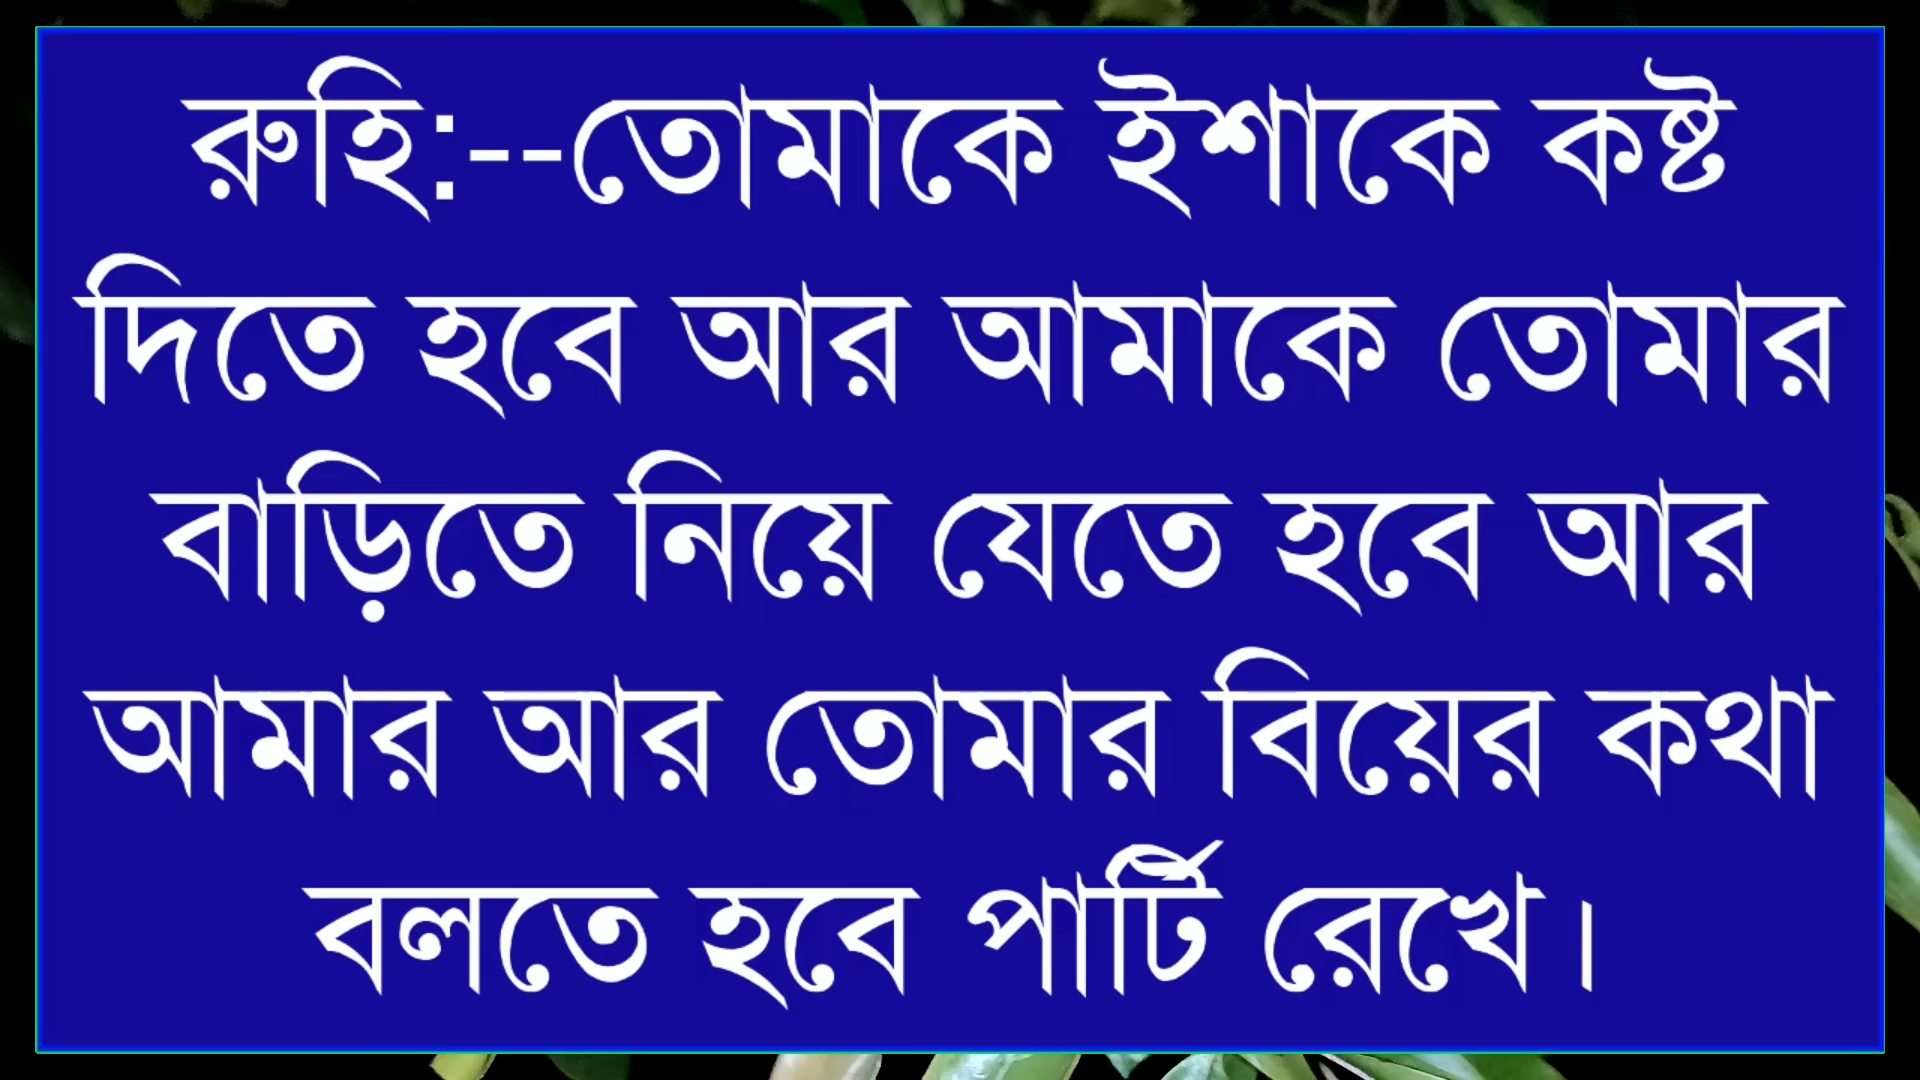 রুহি:--তোমাকে ইশাকে কষ্ট
দিতে হবে আর আমাকে তোমার
বাড়িতে নিয়ে যেতে হবে আর
আমার আর তোমার বিয়ের কথা
বলতে হবে পার্টি রেখে।